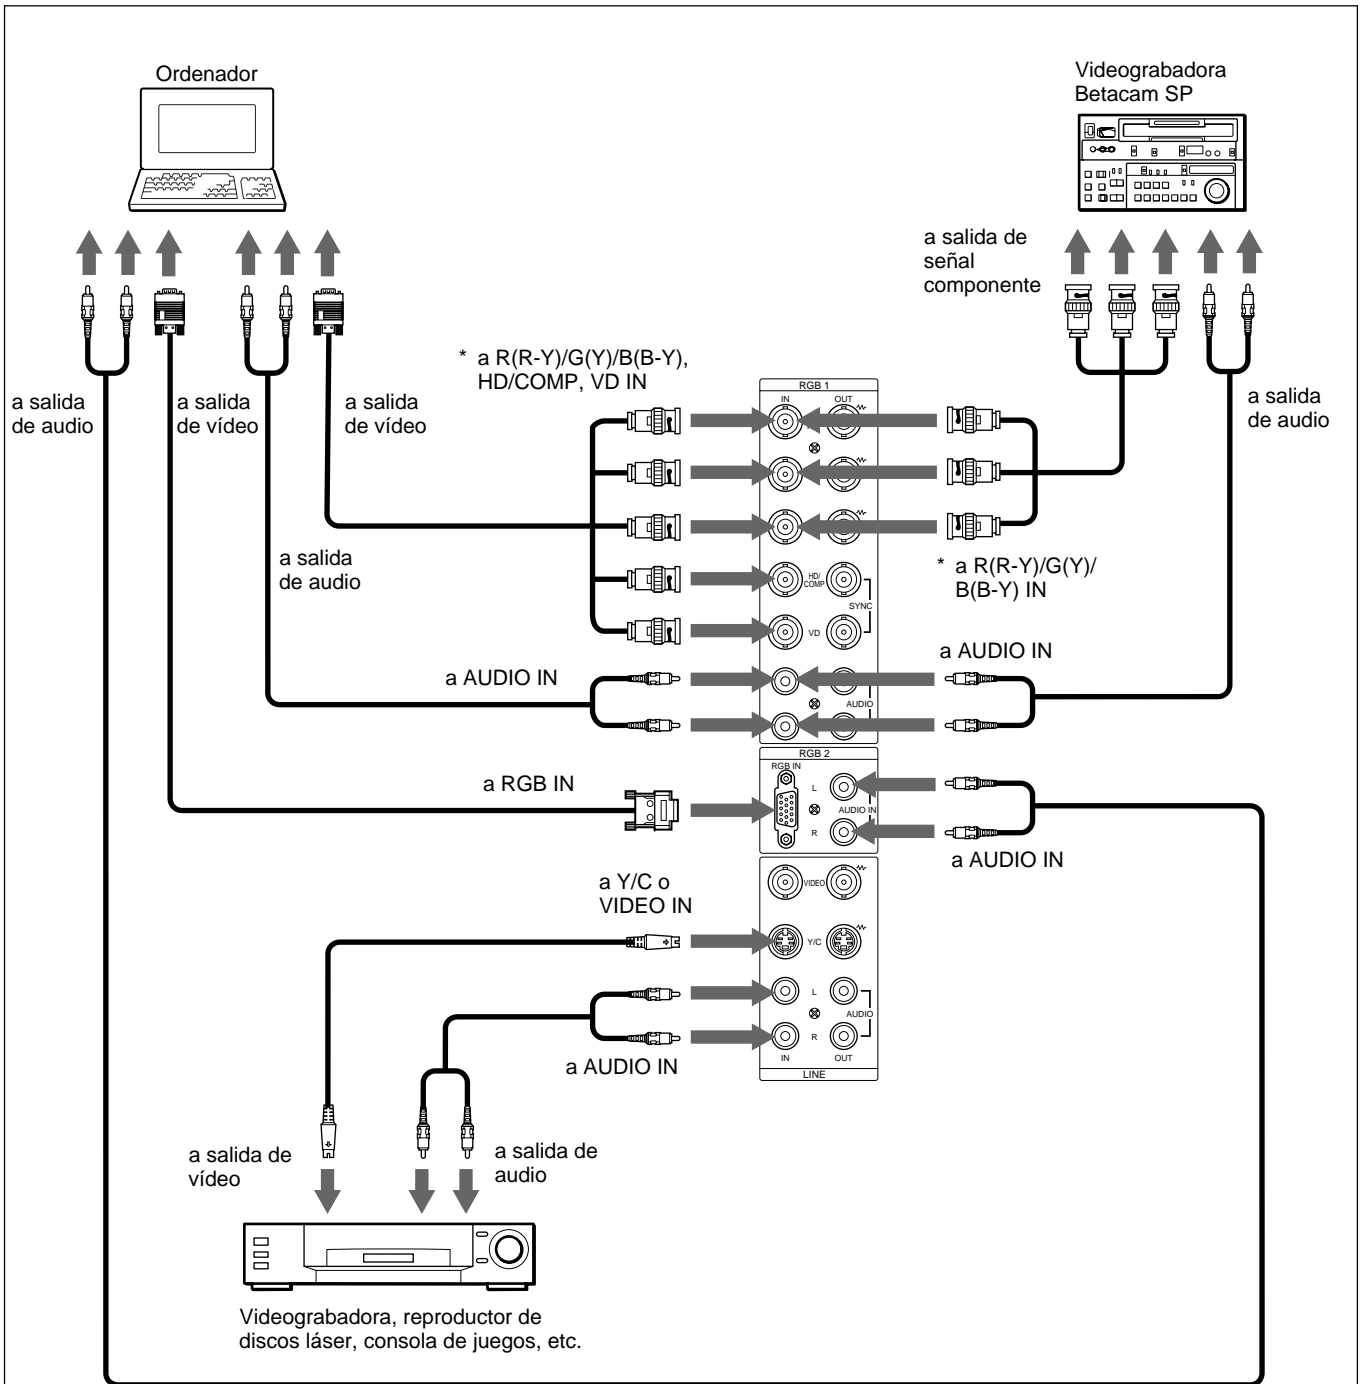 Ordenador
Videograbadora
Betacam SP
a salida de
señal
componente
* a R(R-Y)/G(Y)/B(B-Y),
HD/COMP, VD IN
a salida
de audio
a salida
de vídeo
a salida
de vídeo
a salida
de audio
RGB 1
IN
OUT
a salida
de audio
HD/
COMP
SYNC
VD
* a R(R-Y)/G(Y)/
B(B-Y) IN
a AUDIO IN
a AUDIO IN
AUDIO
RGB 2
RGB IN
a RGB IN
L
AUDIO IN
R
a AUDIO IN
a Y/C o
VIDEO IN
VIDEO
Y/C
L
AUDIO
R
IN
OUT
a AUDIO IN
LINE
a salida de
vídeo
a salida de
audio
Videograbadora, reproductor de
discos láser, consola de juegos, etc.